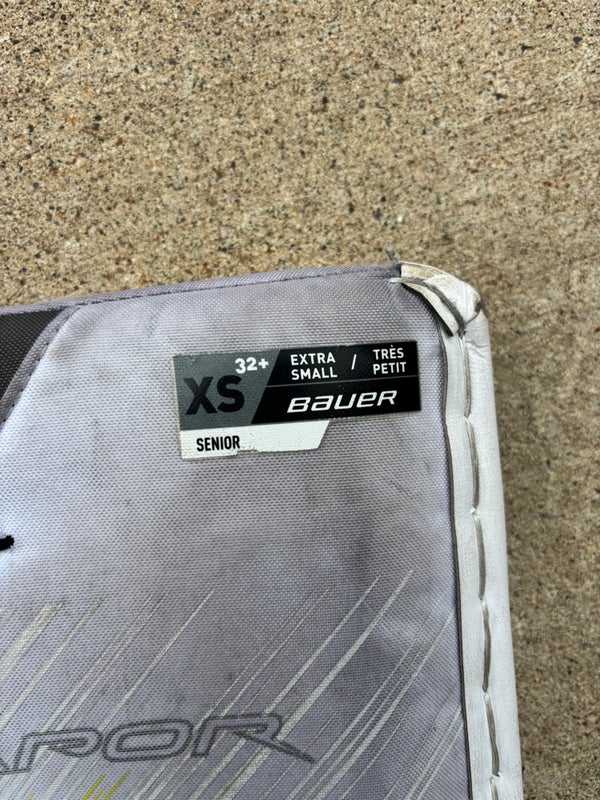 32+
XS
EXTRA SMALL / TRÈS PETIT
BAUER
SENIOR
APOR